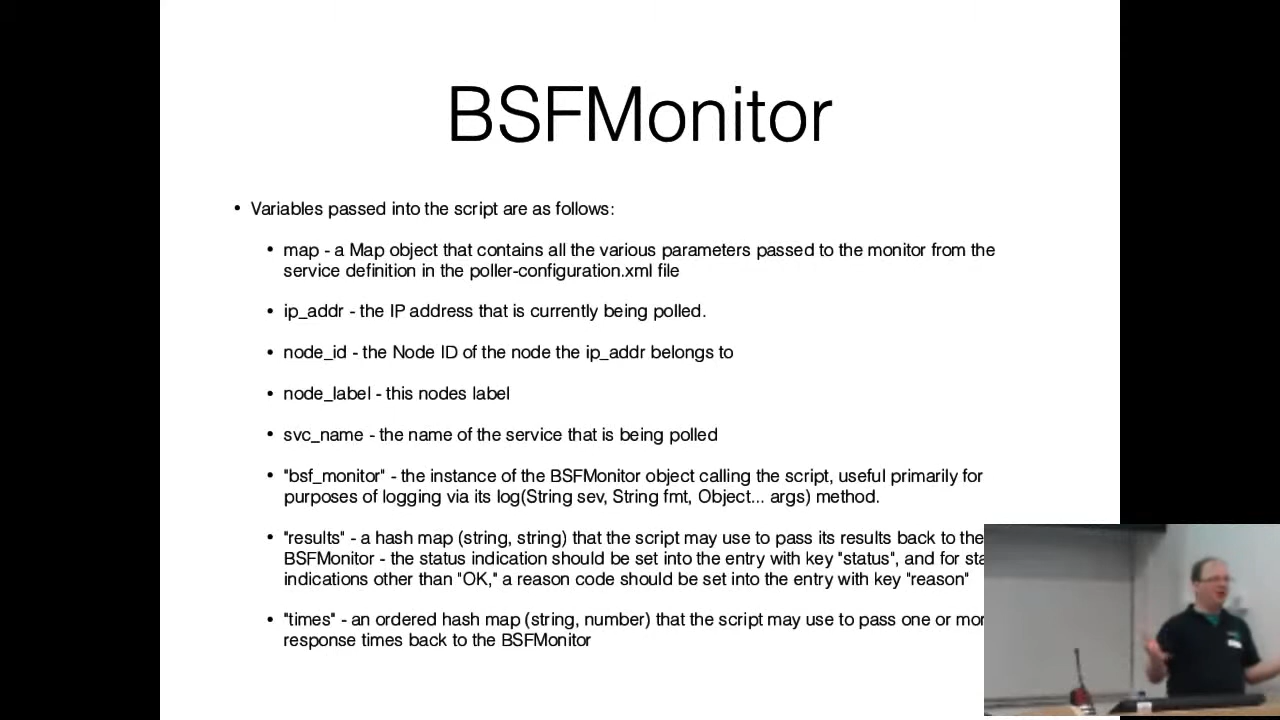 BSFMonitor
• Variables passed into the script are as follows:
• map - a Map object that contains all the various parameters passed to the monitor from the
service definition in the poller-configuration.xml file
• ip_addr - the IP address that is currently being polled.
• node_id - the Node ID of the node the ip_addr belongs to
• node_label - this nodes label
• svc_name - the name of the service that is being polled
• "bsf_monitor" - the instance of the BSFMonitor object calling the script, useful primarily for
purposes of logging via its log(String sev, String fmt, Object... args) method.
• "results" - a hash map (string, string) that the script may use to pass its results back to the
BSFMonitor - the status indication should be set into the entry with key "status", and for
indications other than "OK," a reason code should be set into the entry with key "reason"
• "times" - an ordered hash map (string, number) that the script may use to pass one or
response times back to the BSFMonitor